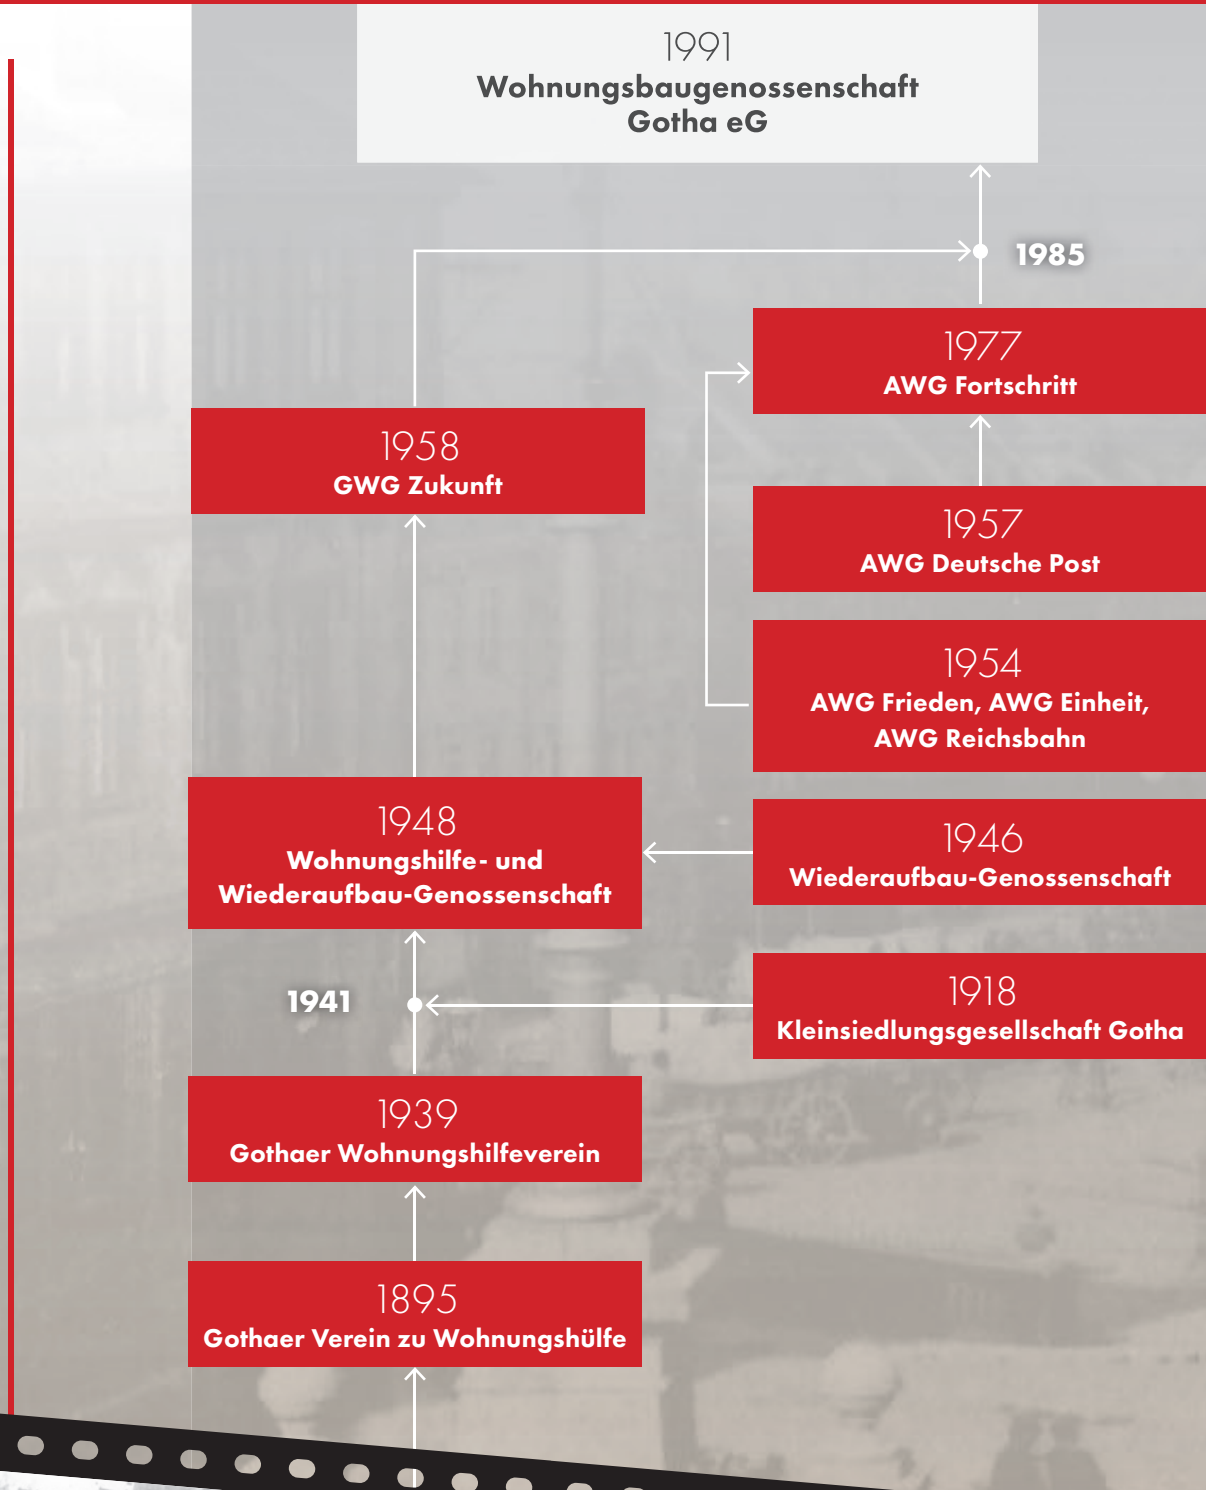 1991
Wohnungsbaugenossenschaft
Gotha eG
1985
1977
AWG Fortschritt
1958
GWG Zukunft
1957
AWG Deutsche Post
1954
AWG Frieden, AWG Einheit,
AWG Reichsbahn
1948
Wohnungshilfe- und
Wiederaufbau-Genossenschaft
1946
Wiederaufbau-Genossenschaft
1941
1918
Kleinsiedlungsgesellschaft Gotha
1939
Gothaer Wohnungshilfeverein
1895
Gothaer Verein zu Wohnungshülfe